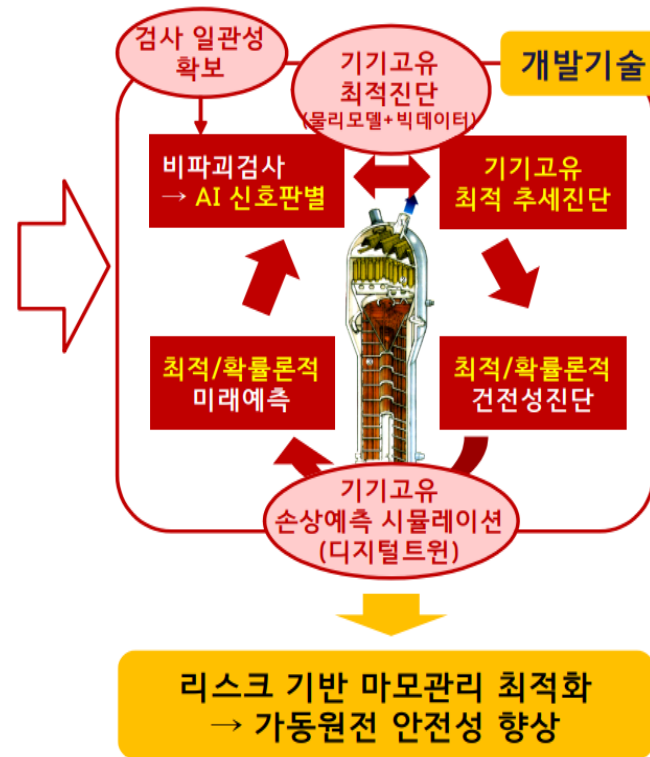 검사 일관성
확보
기기고유
최적진단
(물리모델+빅데이터)
개발기술
비파괴검사
→ AI 신호판별
기기고유
최적 추세진단
최적/확률론적
미래예측
최적/확률론적
건전성진단
기기고유
손상예측 시뮬레이션
(디지털트윈)
리스크 기반 마모관리 최적화
→ 가동원전 안전성 향상